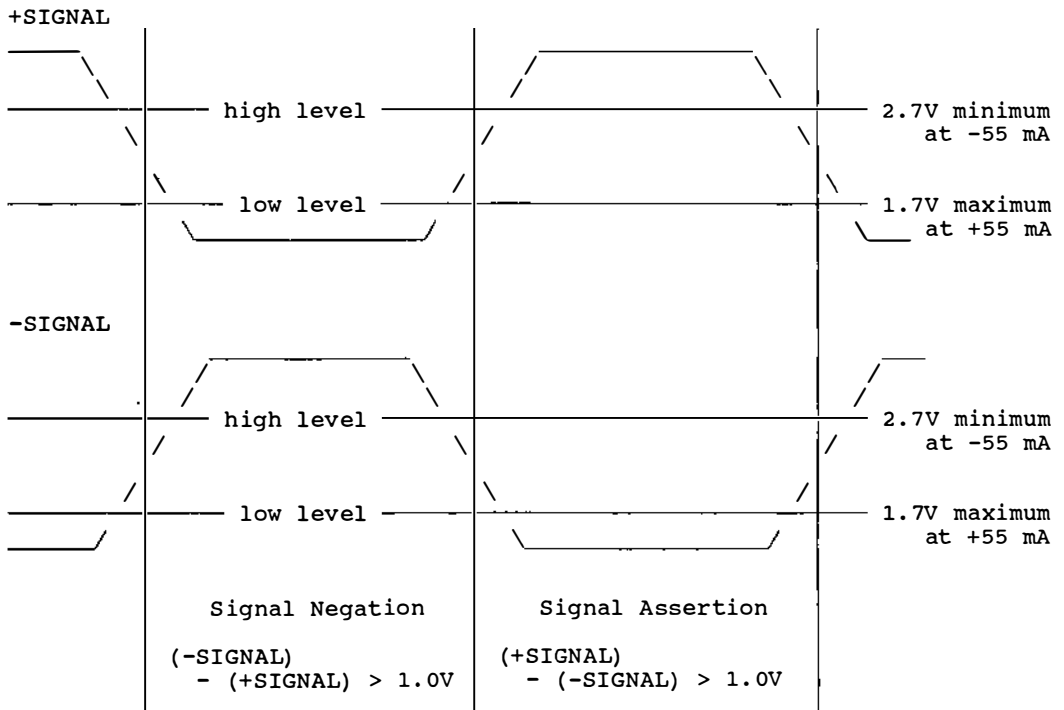 +SIGNAL
high level
2.7V minimum
at -55 mA
low level
1.7V maximum
at +55 mA
-SIGNAL
high level
2.7V minimum
at -55 mA
low level
1.7V maximum
at +55 mA
Signal Negation
Signal Assertion
(-SIGNAL)
- (+SIGNAL) > 1.0V
(+SIGNAL)
- (-SIGNAL) > 1.0V